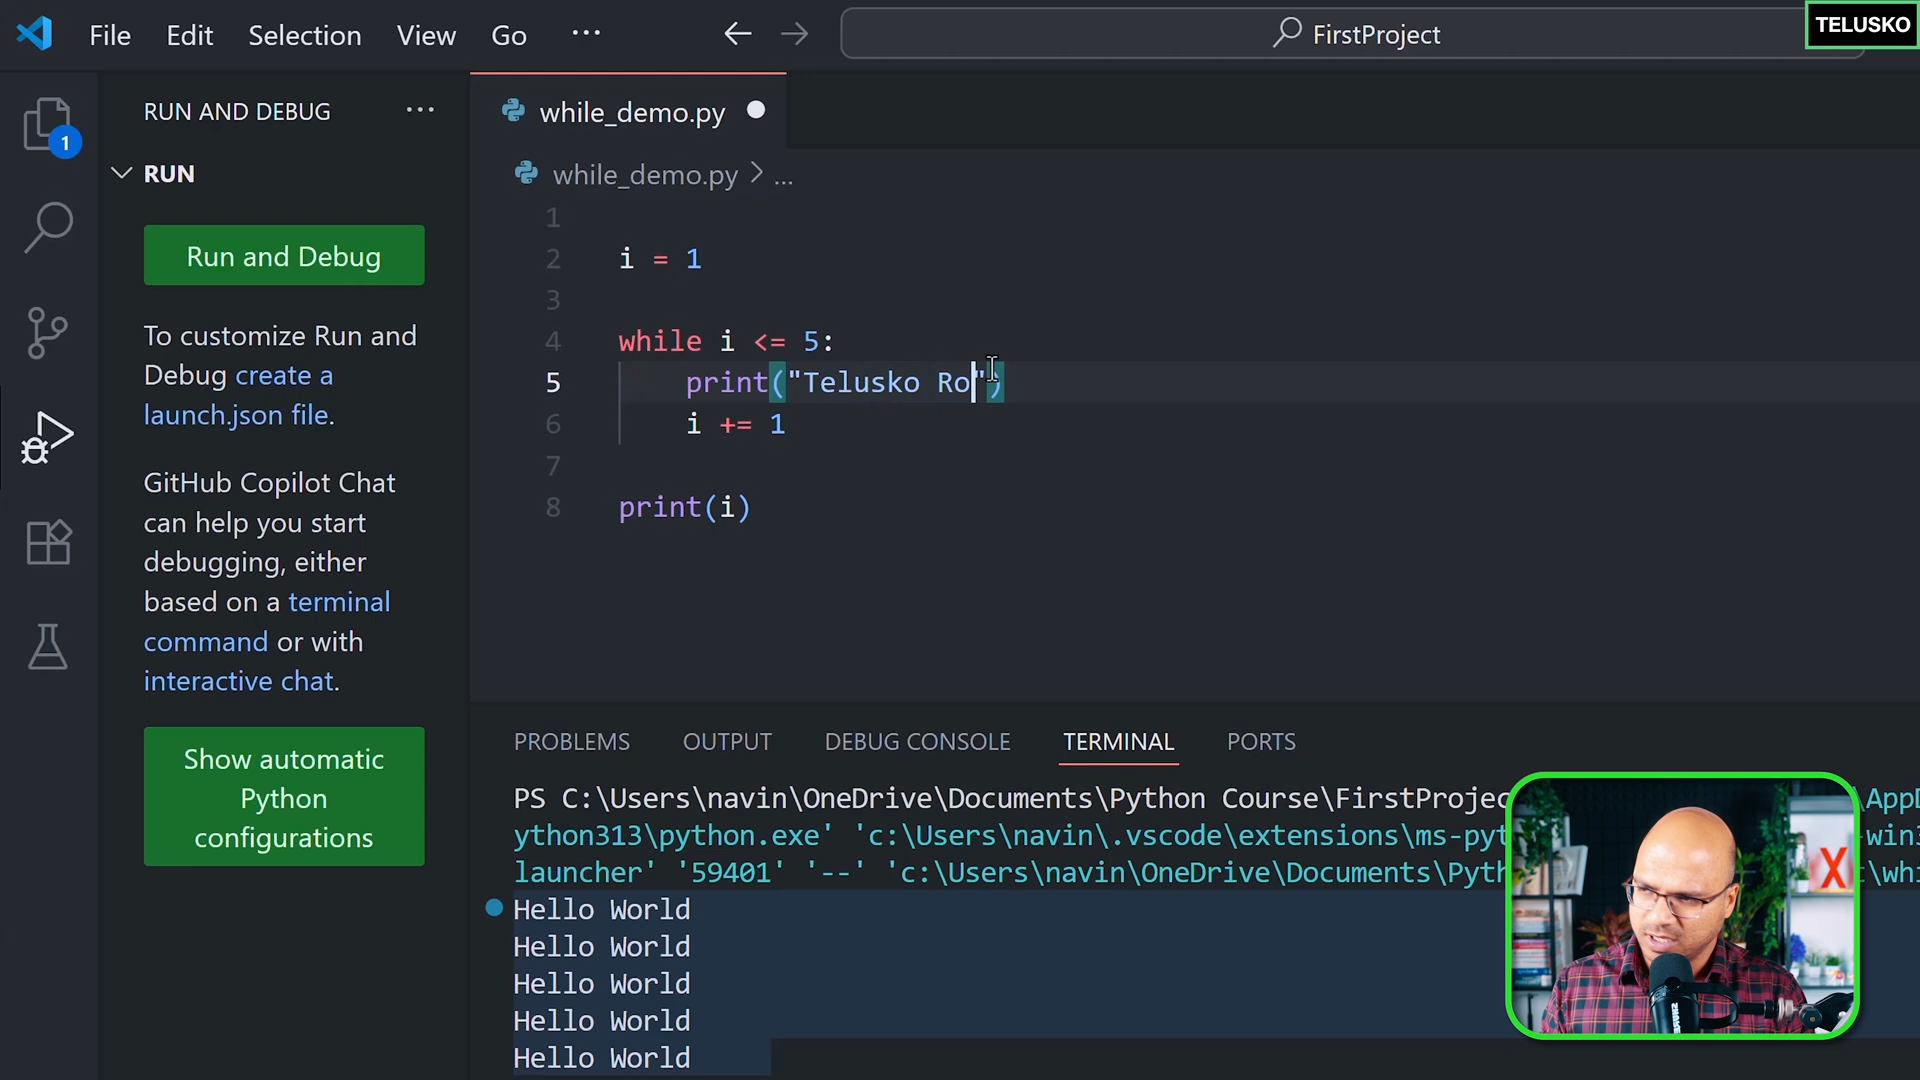 File Edit Selection View Go ...
FirstProject
TELUSKO
1
RUN AND DEBUG ...
RUN
Run and Debug
To customize Run and
Debug create a
launch.json file.
GitHub Copilot Chat
can help you start
debugging, either
based on a terminal
command or with
interactive chat.
Show automatic
Python
configurations
while_demo.py
while_demo.py > ...
1
2 i = 1
3
4 while i <= 5:
5 print("Telusko Ro")
6 i += 1
7
8 print(i)
PROBLEMS OUTPUT DEBUG CONSOLE TERMINAL PORTS
PS C:\Users\navin\OneDrive\Documents\Python Course\FirstProjec
ython313\python.exe' 'c:\Users\navin\.vscode\extensions\ms-pyt
launcher' '59401' '--' 'c:\Users\navin\OneDrive\Documents\Pyth
Hello World
Hello World
Hello World
Hello World
Hello World